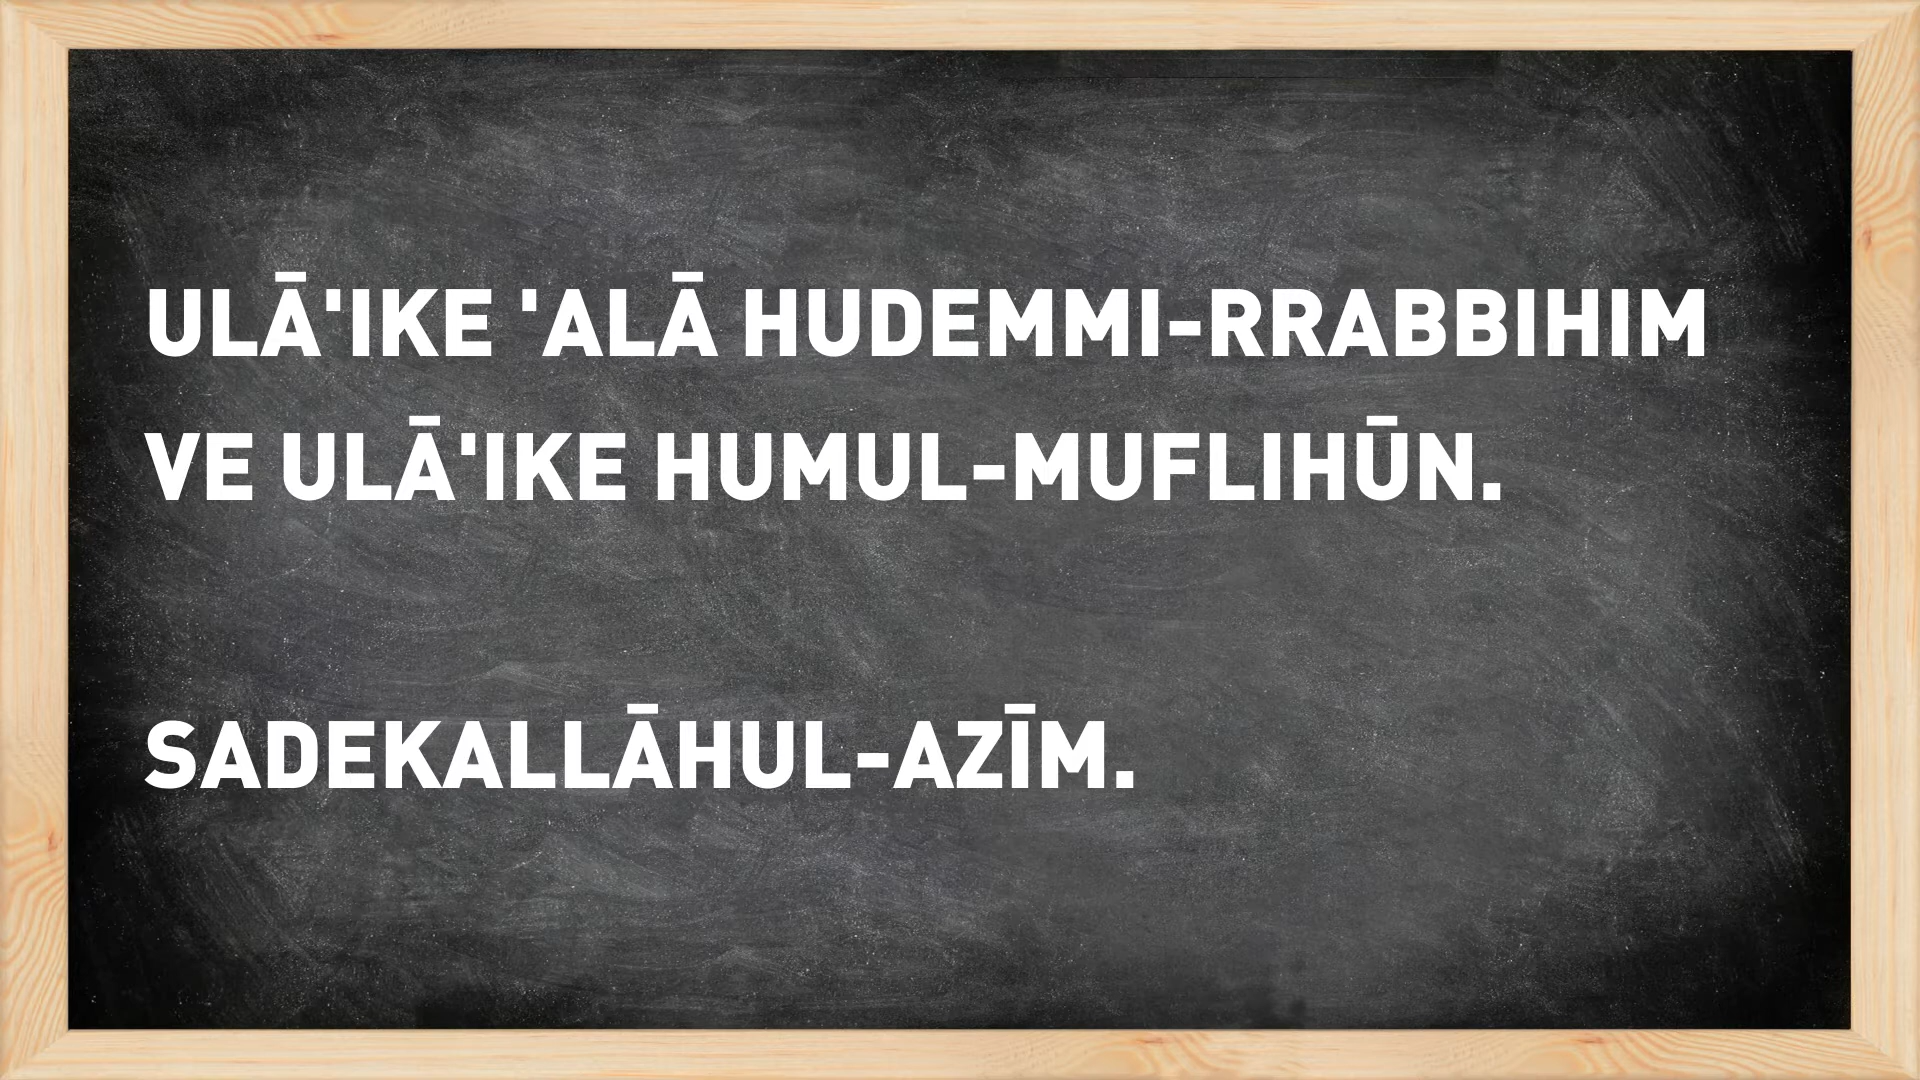 ULĀ'IKE 'ALĀ HUDEMMI-RRABBIHIM
VE ULĀ'IKE HUMUL-MUFLIHŪN.
SADEKALLĀHUL-AZĪM.